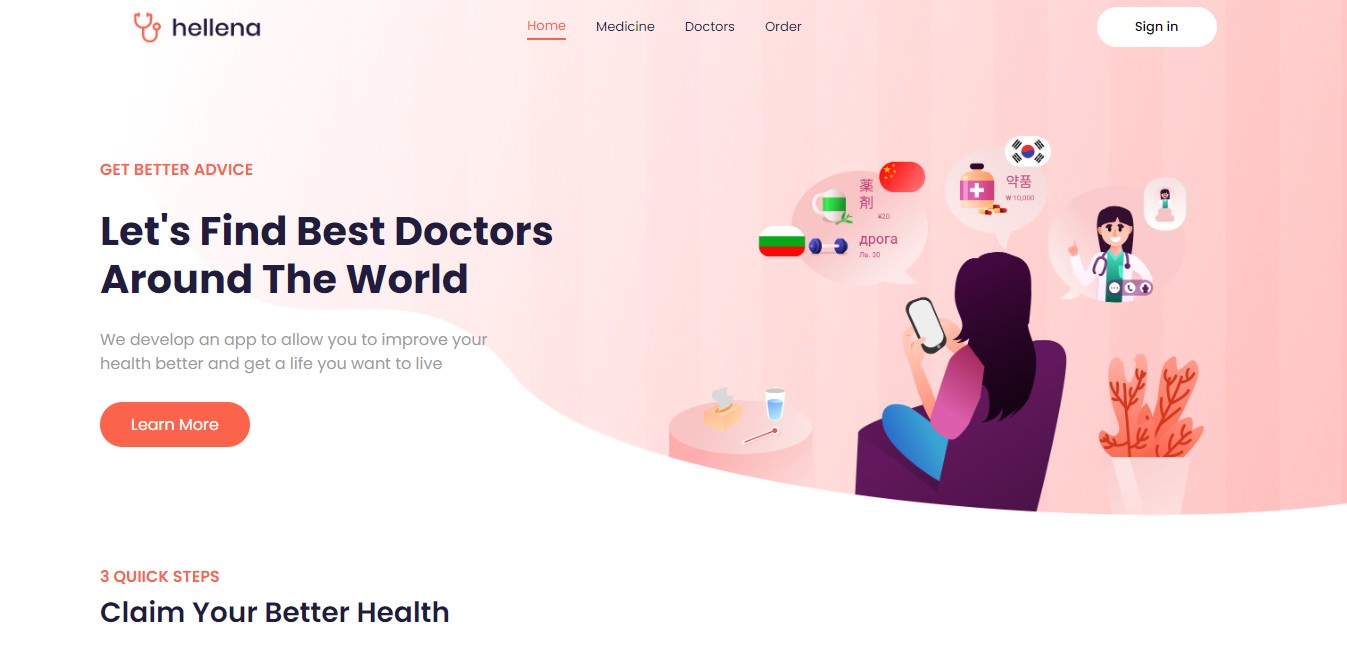 hellena
Home
Medicine
Doctors
Order
Sign in
GET BETTER ADVICE
Let's Find Best Doctors
Around The World
We develop an app to allow you to improve your
health better and get a life you want to live
Learn More
薬
剤
¥20
дрога
Лв. 20
약품
₩ 10,000
3 QUIICK STEPS
Claim Your Better Health